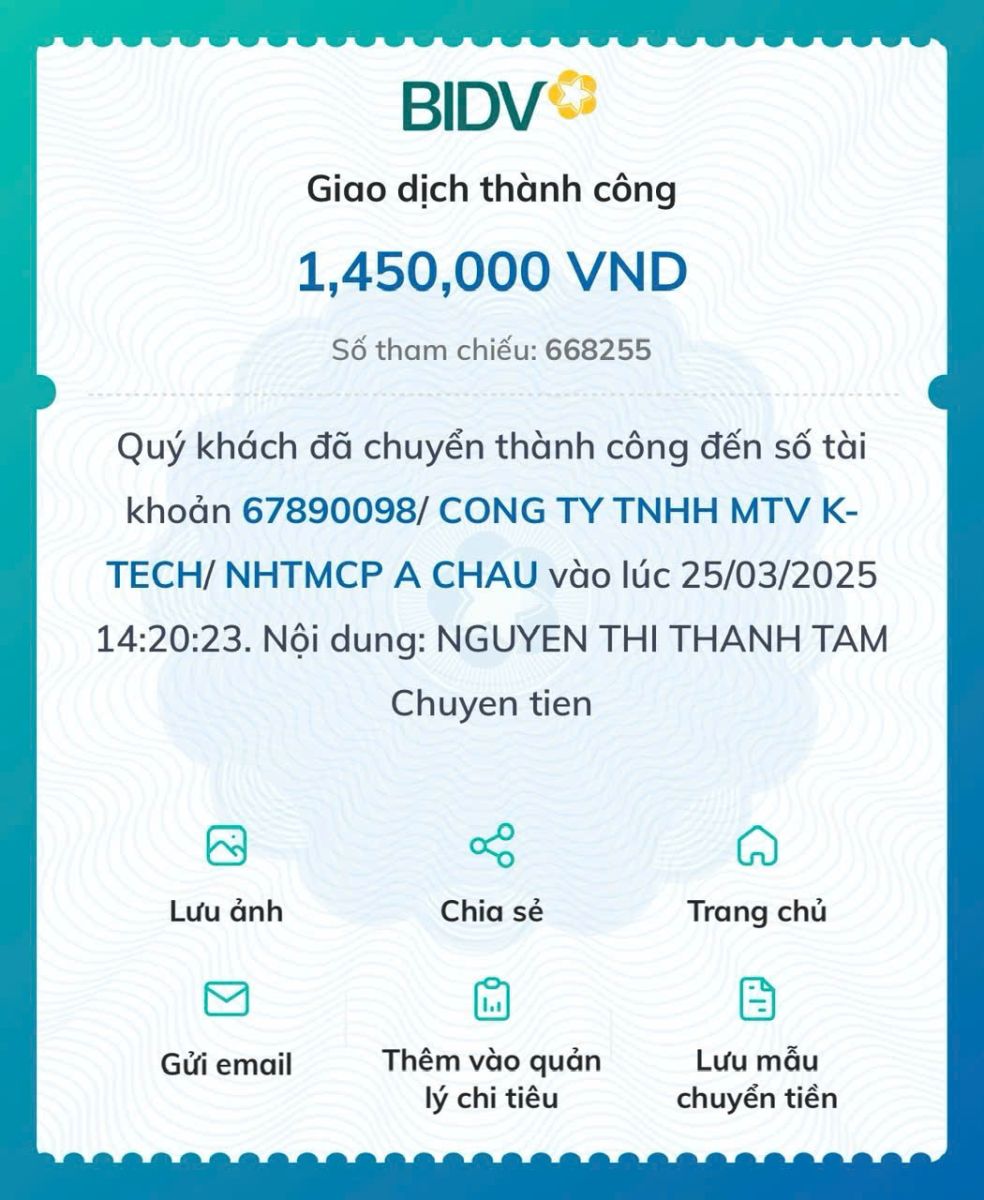 BIDV
Giao dịch thành công
1,450,000 VND
Số tham chiếu: 668255
Quý khách đã chuyển thành công đến số tài
khoản 67890098/ CONG TY TNHH MTV K-
TECH/ NHTMCP A CHAU vào lúc 25/03/2025
14:20:23. Nội dung: NGUYEN THI THANH TAM
Chuyen tien
Lưu ảnh
Chia sẻ
Trang chủ
Gửi email
Thêm vào quản
lý chi tiêu
Lưu mẫu
chuyển tiền